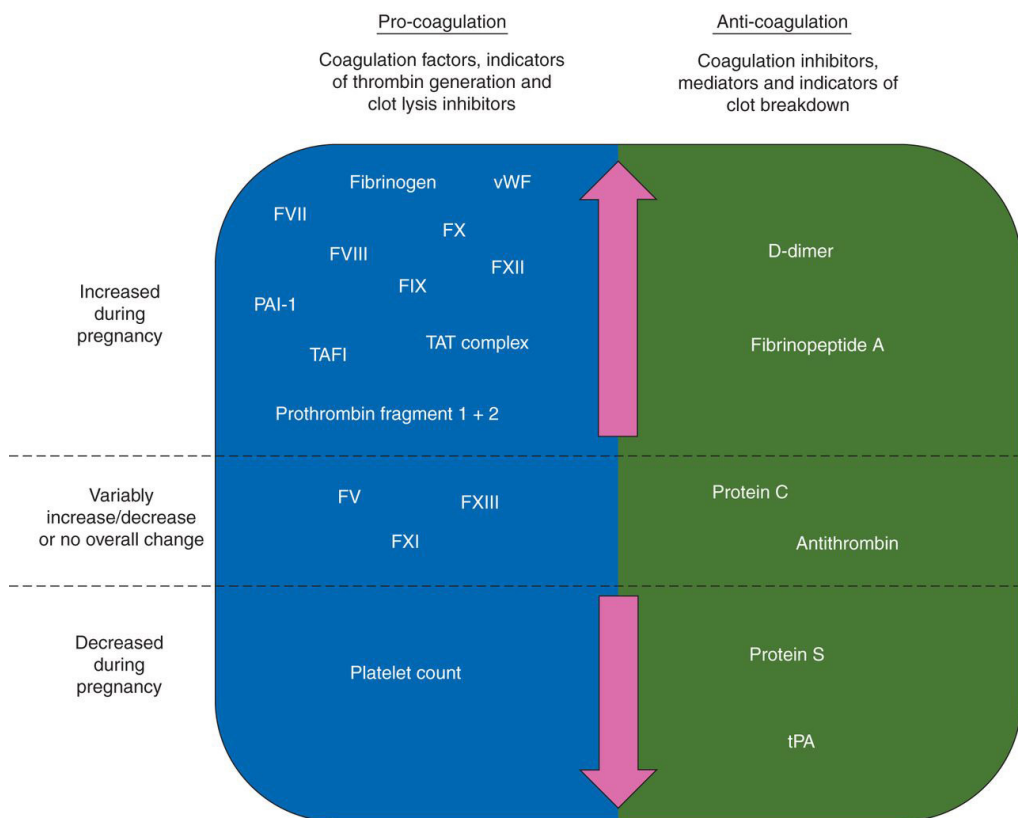 Pro-coagulation
Coagulation factors, indicators
of thrombin generation and
clot lysis inhibitors
Anti-coagulation
Coagulation inhibitors,
mediators and indicators of
clot breakdown
Increased
during
pregnancy
Fibrinogen
vWF
FVII
FX
FVIII
FXII
FIX
PAI-1
TAFI
TAT complex
Prothrombin fragment 1 + 2
D-dimer
Fibrinopeptide A
Variably
increase/decrease
or no overall change
FV
FXIII
FXI
Protein C
Antithrombin
Decreased
during
pregnancy
Platelet count
Protein S
tPA